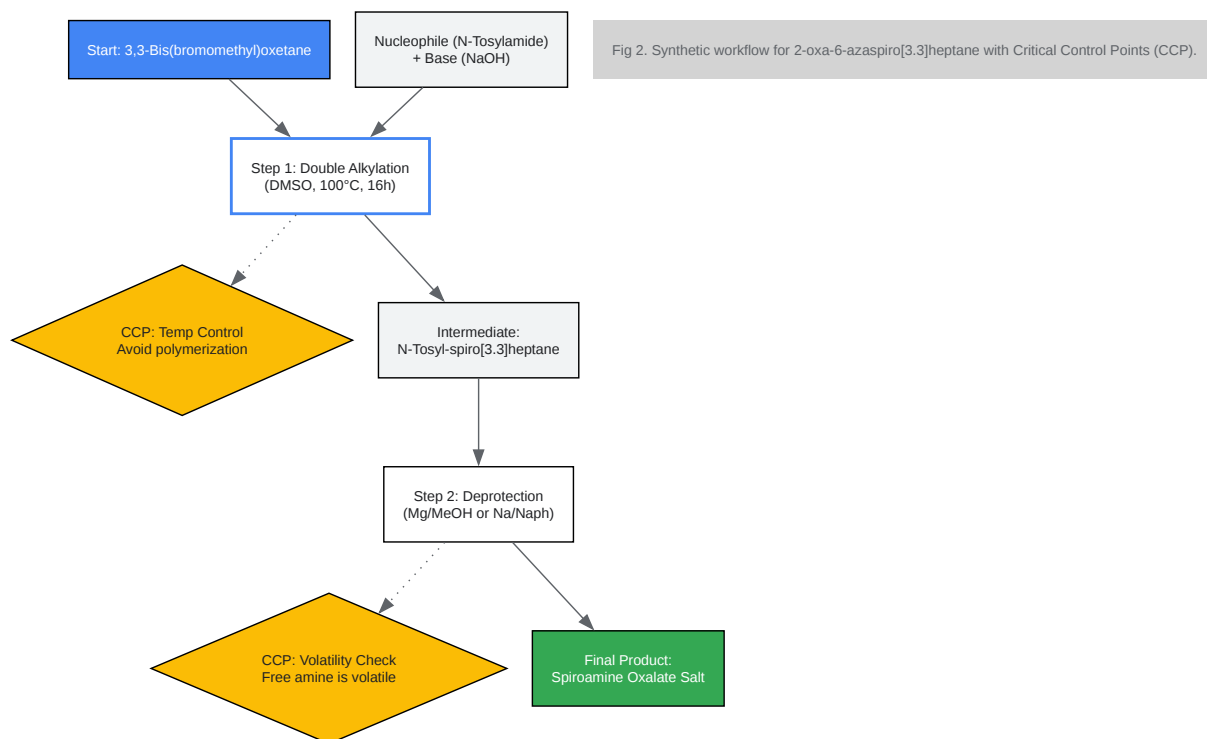 Start: 3,3-Bis(bromomethyl)oxetane
Nucleophile (N-Tosylamide)
+ Base (NaOH)
Fig 2. Synthetic workflow for 2-oxa-6-azaspiro[3.3]heptane with Critical Control Points (CCP).
Step 1: Double Alkylation
(DMSO, 100°C, 16h)
CCP: Temp Control
Avoid polymerization
Intermediate:
N-Tosyl-spiro[3.3]heptane
Step 2: Deprotection
(Mg/MeOH or Na/Naph)
CCP: Volatility Check
Free amine is volatile
Final Product:
Spiroamine Oxalate Salt